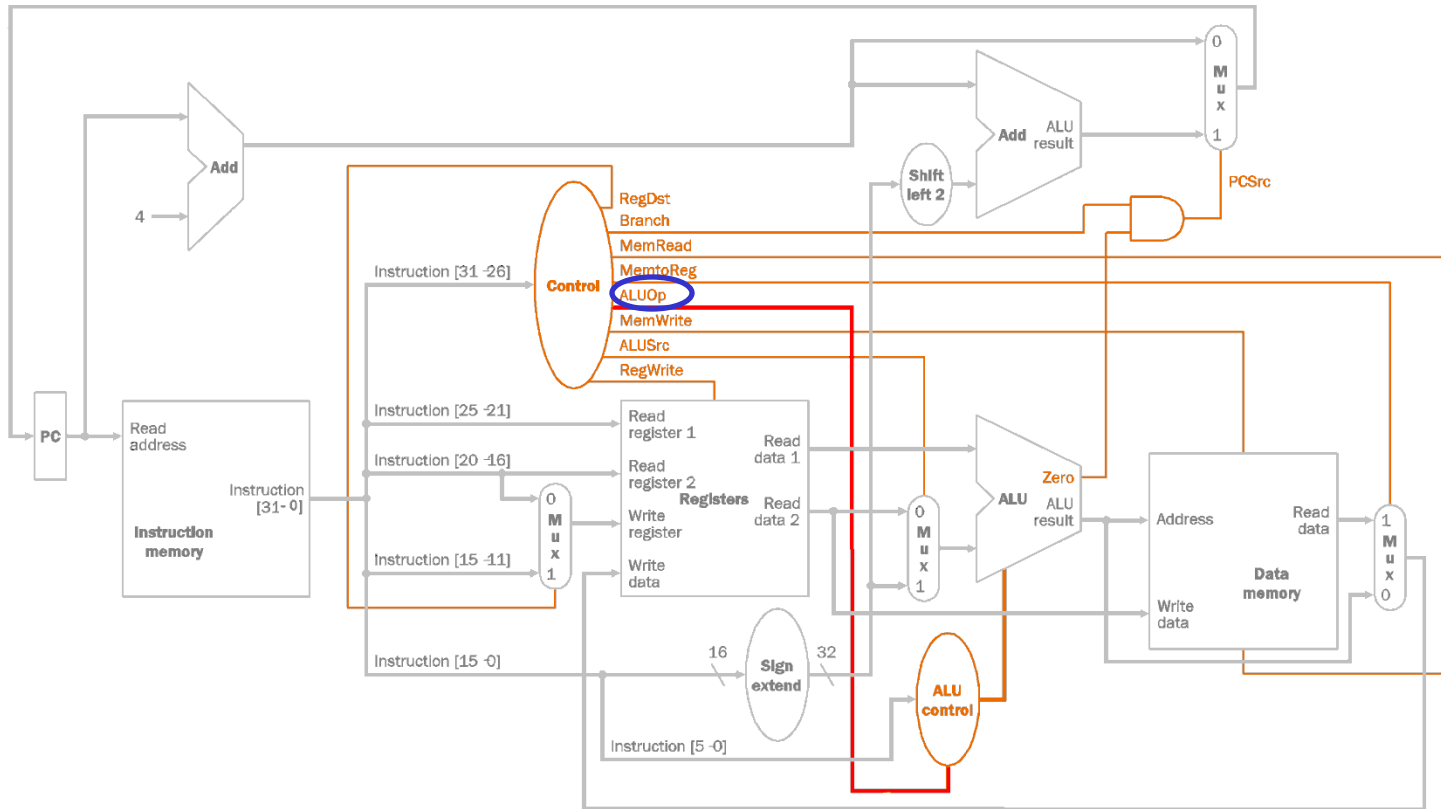 0
M
u
x
1
Add
ALU
result
Add
Shift
left 2
PCSrc
4
RegDst
Branch
MemRead
MemtoReg
ALUOp
MemWrite
ALUSrc
RegWrite
Control
Instruction [31-26]
Instruction [25-21]
Instruction [20-16]
Instruction [15-11]
Instruction [15-0]
Instruction [5-0]
PC
Read
address
Instruction
[31-0]
Instruction
memory
0
M
u
x
1
Read
register 1
Read
register 2
Write
register
Write
data
Registers
Read
data 1
Read
data 2
0
M
u
x
1
Zero
ALU
ALU
result
Address
Write
data
Read
data
Data
memory
1
M
u
x
0
16
Sign
extend
32
ALU
control